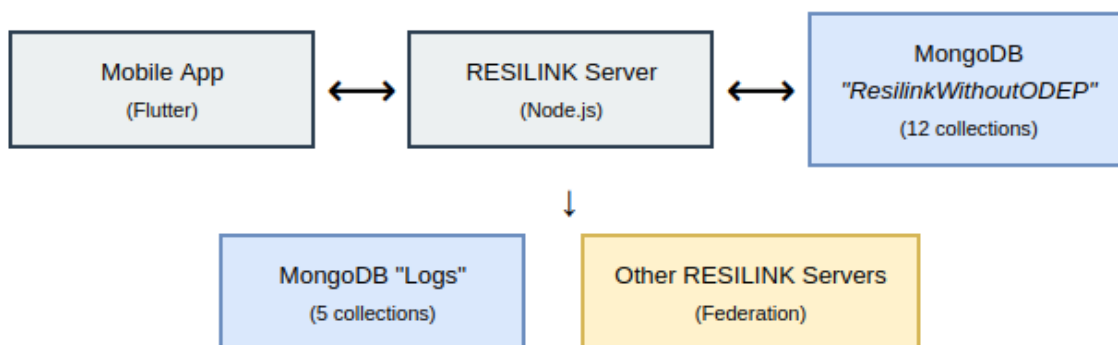 Mobile App
(Flutter)
RESILINK Server
(Node.js)
MongoDB
"ResilinkWithoutODEP"
(12 collections)
MongoDB "Logs"
(5 collections)
Other RESILINK Servers
(Federation)